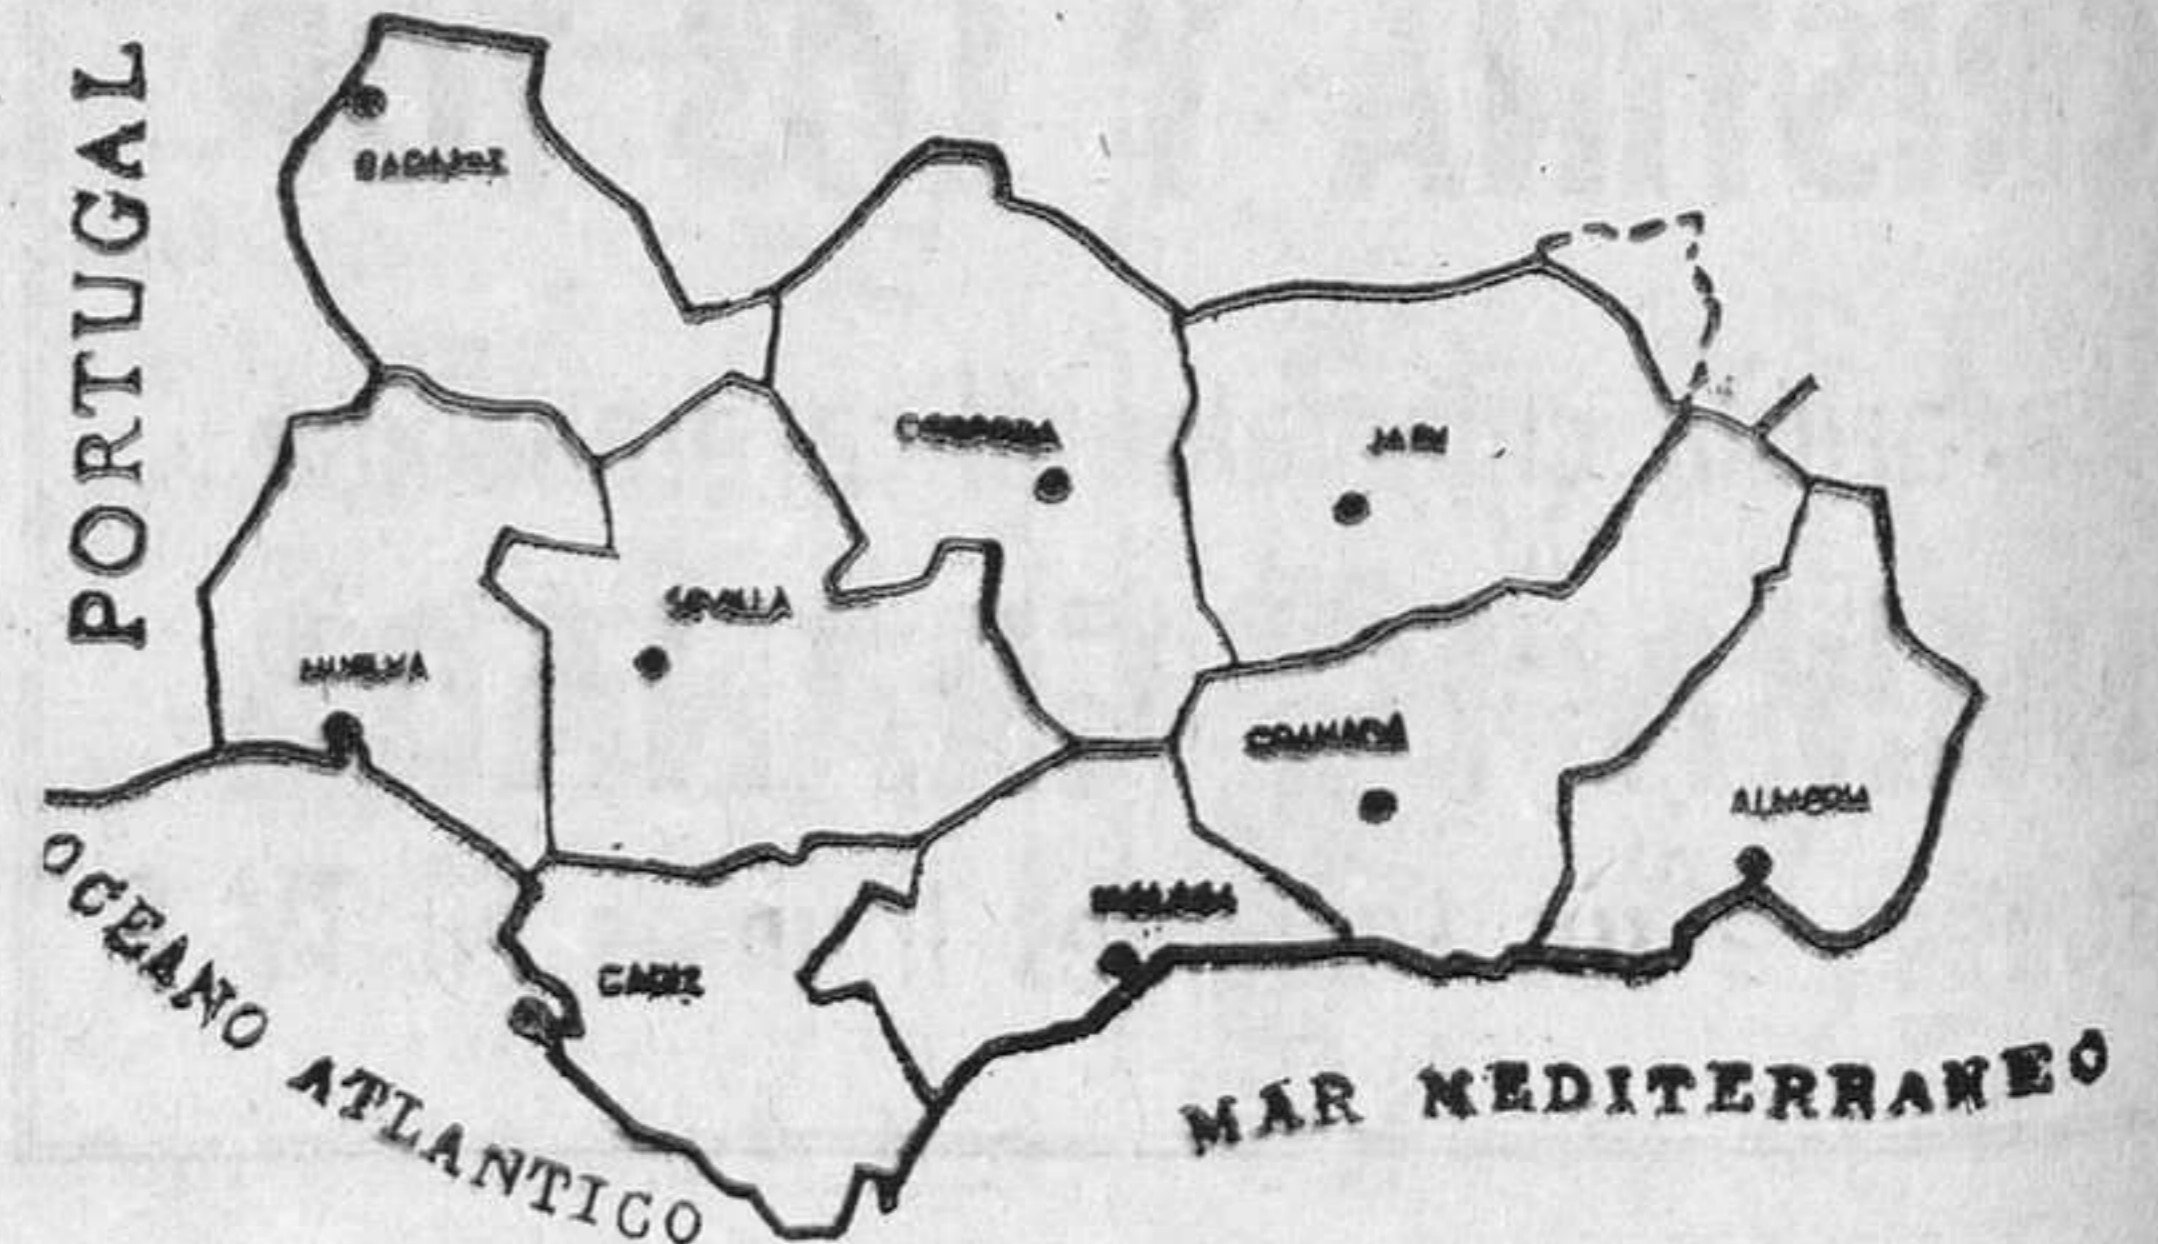 PORTUGAL
BADAJOZ
CORDOBA
JAEN
SEVILLA
HUELVA
GRANADA
ALMERIA
MALAGA
CADIZ
OCEANO ATLANTICO
MAR MEDITERRANEO